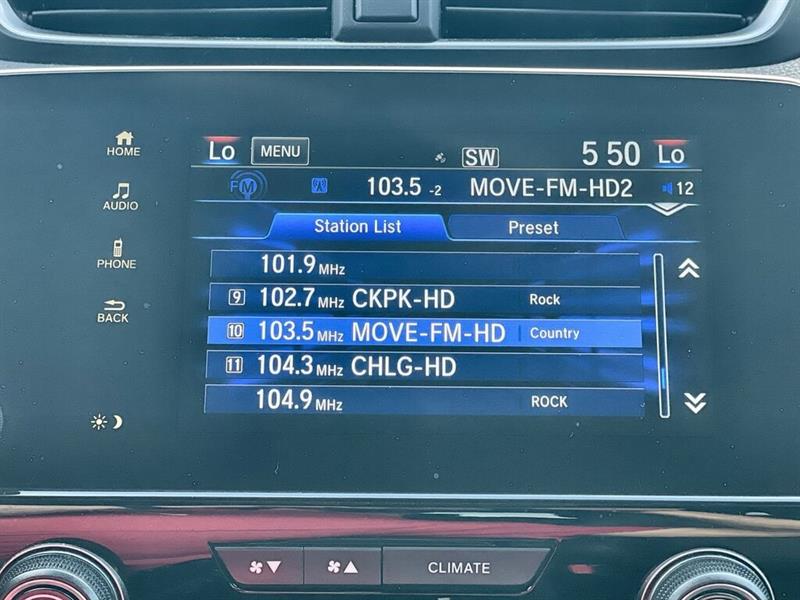 HOME
AUDIO
PHONE
BACK
Lo MENU SW 5 50 Lo
FM 103.5 -2 MOVE-FM-HD2 12
Station List Preset
101.9 MHz
9 102.7 MHz CKPK-HD Rock
10 103.5 MHz MOVE-FM-HD Country
11 104.3 MHz CHLG-HD
104.9 MHz ROCK
CLIMATE